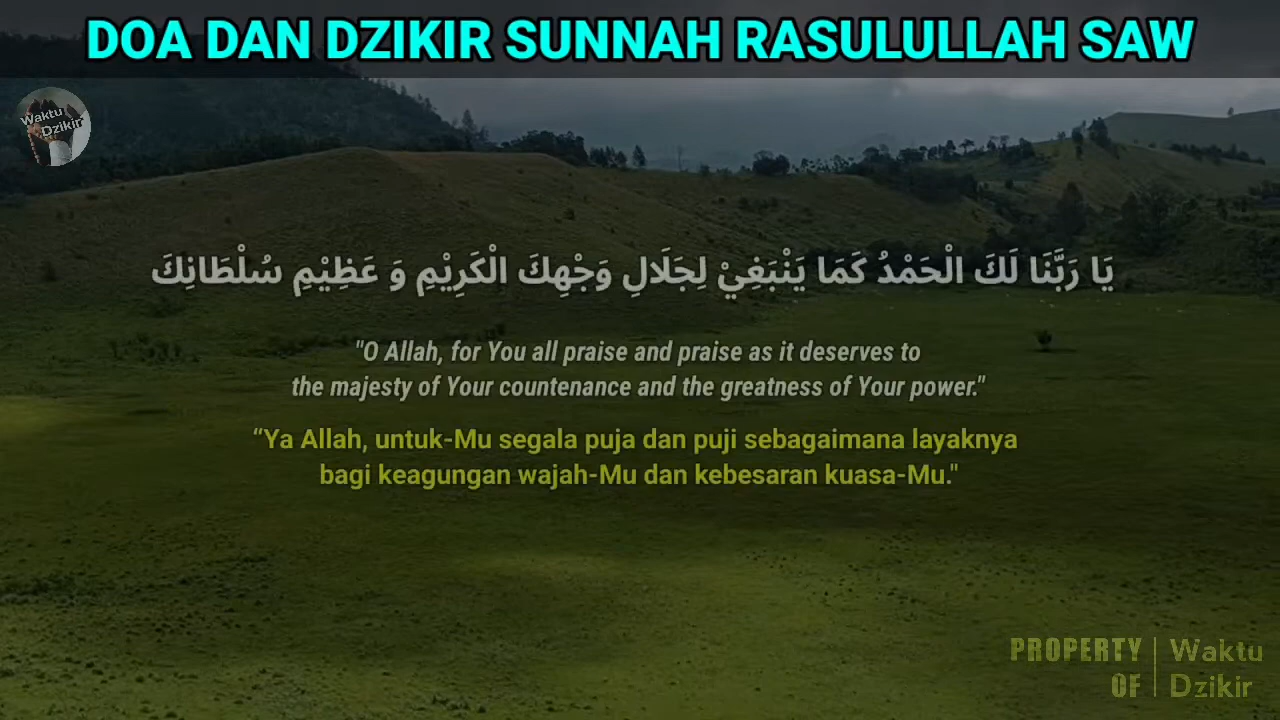 DOA DAN DZIKIR SUNNAH RASULULLAH SAW
Waktu
Dzikir
يَا رَبَّنَا لَكَ الْحَمْدُ كَمَا يَنْبَغِيْ لِجَلَالِ وَجْهِكَ الْكَرِيْمِ وَ عَظِيْمِ سُلْطَانِكَ
"O Allah, for You all praise and praise as it deserves to
the majesty of Your countenance and the greatness of Your power."
“Ya Allah, untuk-Mu segala puja dan puji sebagaimana layaknya
bagi keagungan wajah-Mu dan kebesaran kuasa-Mu."
PROPERTY OF
Waktu
Dzikir